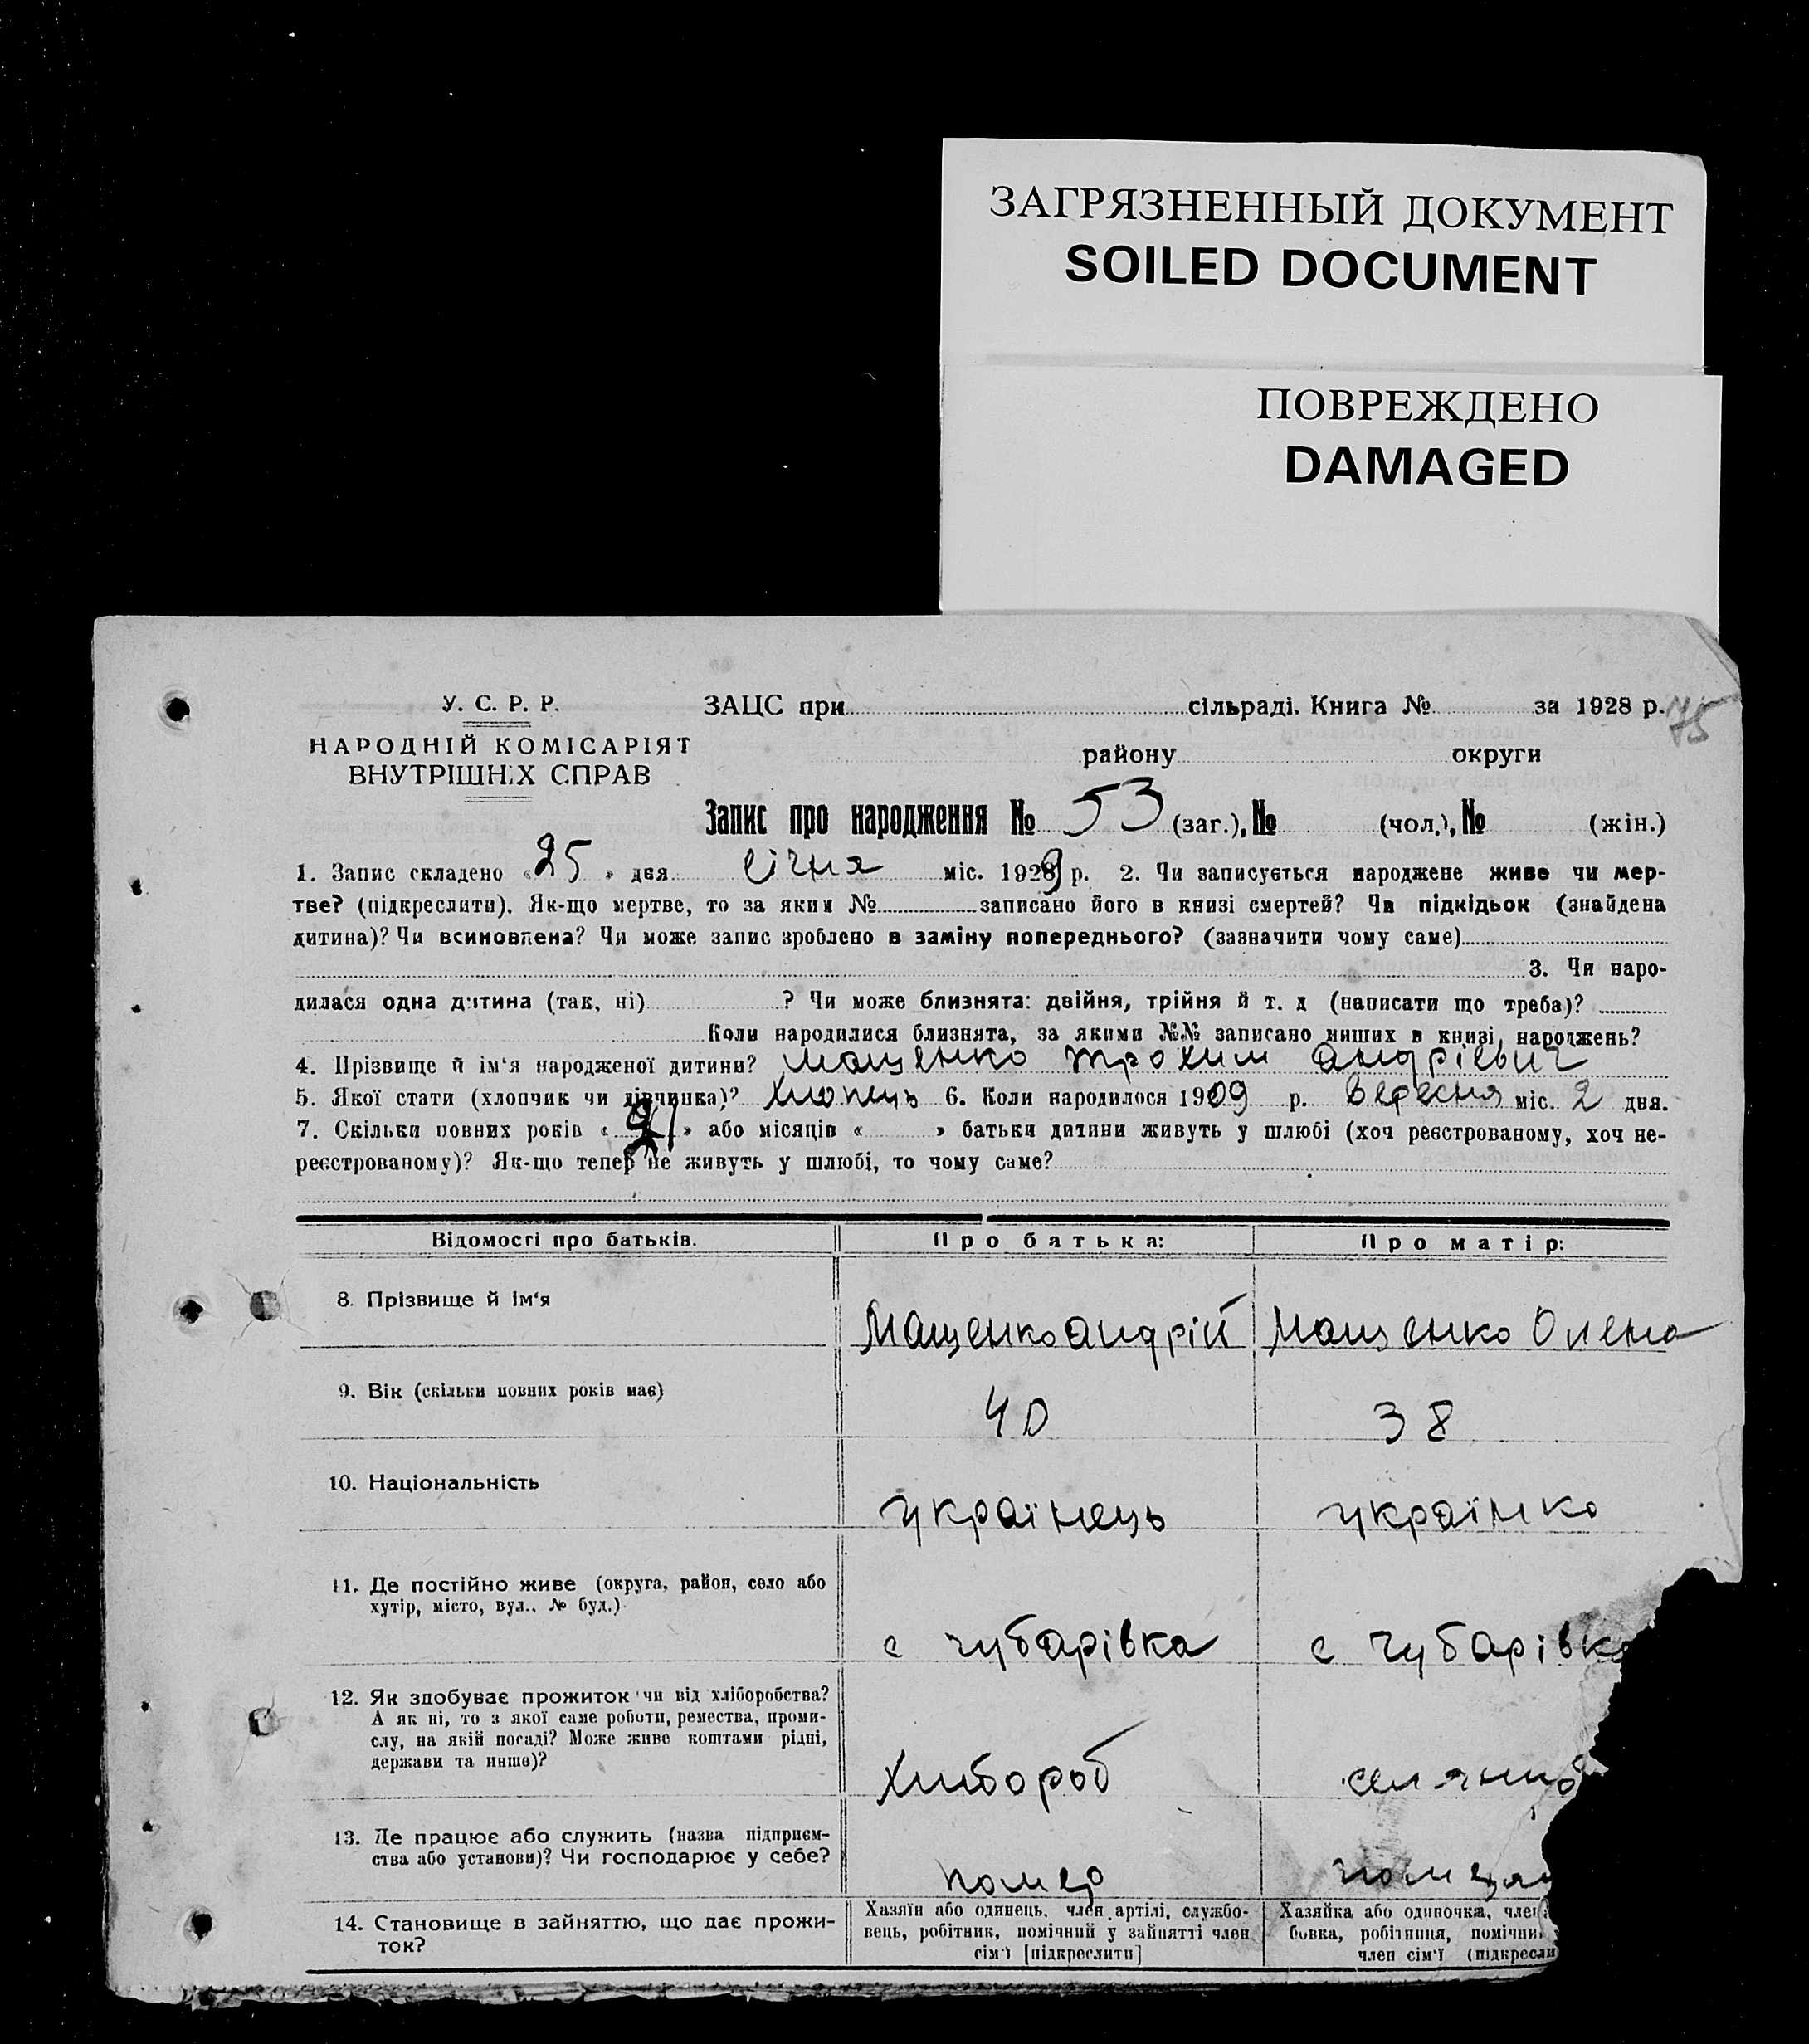 ЗАГРЯЗНЕННЫЙ ДОКУМЕНТ
SOILED DOCUMENT
ПОВРЕЖДЕНО
DAMAGED
У. С. Р. Р.
НАРОДНІЙ КОМІСАРІЯТ
ВНУТРІШНІХ СПРАВ
ЗАЦС при сільраді. Книга № за 1928 р. 75
району округи
Запис про народження № 53 (заг.), № (чол.), № (жін.)
1. Запис складено «25» дня січня міс. 1929 р. 2. Чи записується народжене живе чи мер-
тве? (підкреслити). Як-що мертве, то за яким № записано його в книзі смертей? Чи підкідьок (знайдена
дитина)? Чи всиновлена? Чи може запис зроблено в заміну попереднього? (зазначити чому саме)
3. Чи наро-
дилася одна дитина (так, ні) ? Чи може близнята: двійня, трійня й т. д (написати що треба)?
Коли народилися близнята, за якими №№ записано инших в книзі народжень?
4. Прізвище й ім'я народженої дитини? Мащенко Трохим Андрієвич
5. Якої стати (хлопчик чи дівчинка)? Хлопець 6. Коли народилося 1909 р. Вересня міс. 2 дня.
7. Скільки повних років «21» або місяців « » батьки дитини живуть у шлюбі (хоч реєстрованому, хоч не-
реєстрованому)? Як-що тепер не живуть у шлюбі, то чому саме?
Відомості про батьків. Про батька: Про матір:
8. Прізвище й ім'я Мащенко Андрій Мащенко Олена
9. Вік (скільки повних років має) 40 38
10. Національність українець українка
11. Де постійно живе (округа, район, село або
хутір, місто, вул., № буд.)
с Чубарівка с Чубарівка
12. Як здобуває прожиток чи від хліборобства?
А як ні, то з якої саме роботи, ремества, проми-
слу, на якій посаді? Може живе коштами рідні,
держави та инше)?
Хлібороб
13. Де працює або служить (назва підприєм-
ства або установи)? Чи господарює у себе?
14. Становище в зайняттю, що дає прожи-
ток?
Хазяїн або одинець, член артілі, службо-
вець, робітник, помічний у зайнятті член
сім'ї [підкреслити]
Хазяйка або одиночка, член
бовка, робітниця, помічни
член сім'ї (підкресли